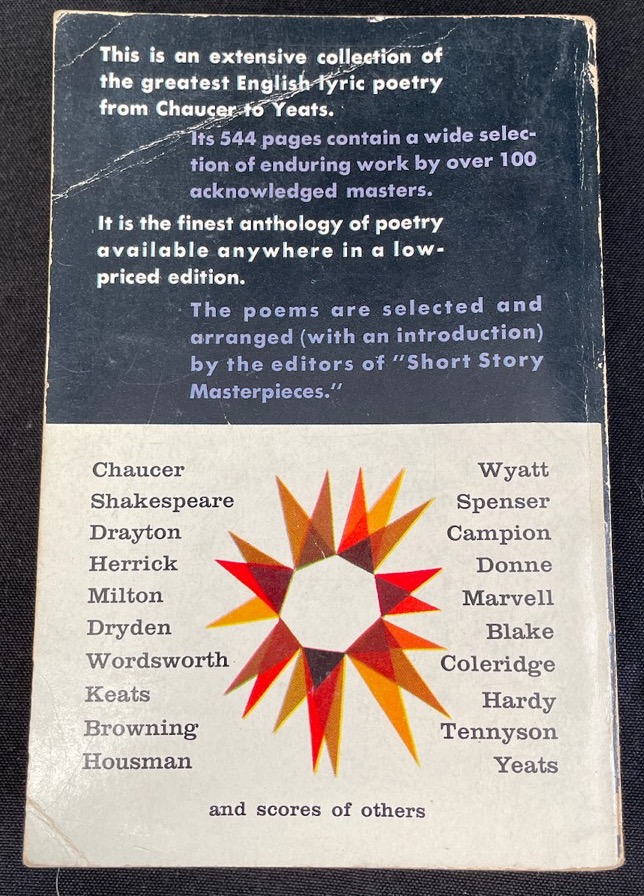 This is an extensive collection of
the greatest English lyric poetry
from Chaucer to Yeats.
Its 544 pages contain a wide selec-
tion of enduring work by over 100
acknowledged masters.
It is the finest anthology of poetry
available anywhere in a low-
priced edition.
The poems are selected and
arranged (with an introduction)
by the editors of "Short Story
Masterpieces."
Chaucer
Shakespeare
Drayton
Herrick
Milton
Dryden
Wordsworth
Keats
Browning
Housman
Wyatt
Spenser
Campion
Donne
Marvell
Blake
Coleridge
Hardy
Tennyson
Yeats
and scores of others